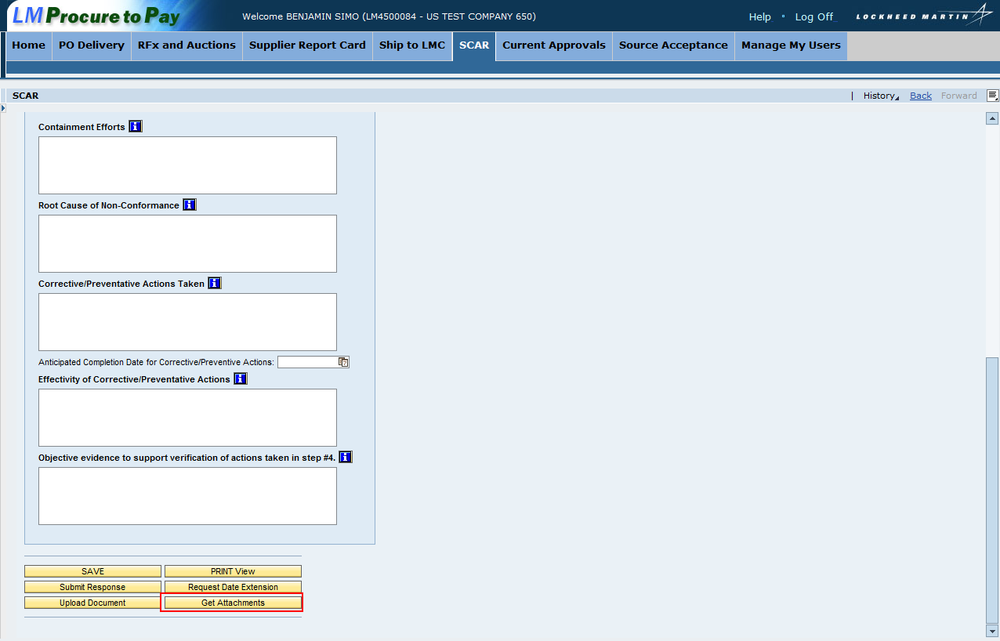 LM Procure to Pay
Welcome BENJAMIN SIMO (LM4500084 - US TEST COMPANY 650)
Help
Log Off
LOCKHEED MARTIN
Home
PO Delivery
RFx and Auctions
Supplier Report Card
Ship to LMC
SCAR
Current Approvals
Source Acceptance
Manage My Users
SCAR
| History
Back
Forward
Containment Efforts
Root Cause of Non-Conformance
Corrective/Preventative Actions Taken
Anticipated Completion Date for Corrective/Preventive Actions:
Effectivity of Corrective/Preventative Actions
Objective evidence to support verification of actions taken in step #4.
SAVE
PRINT View
Submit Response
Request Date Extension
Upload Document
Get Attachments